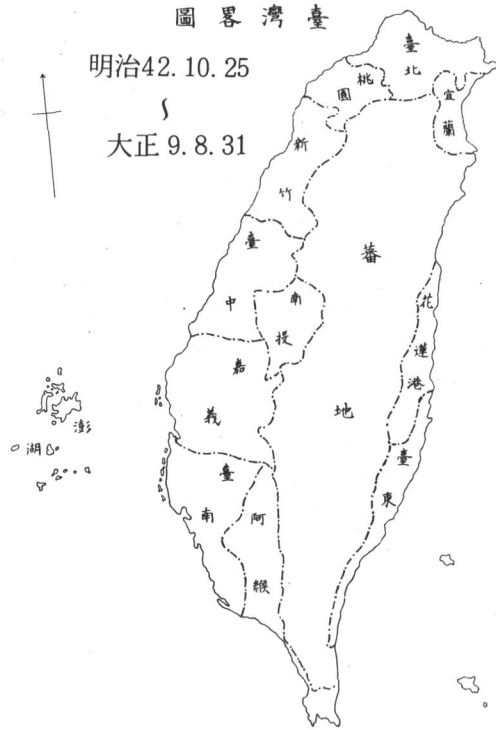 臺灣畧圖
明治42.10.25
~
大正9.8.31
臺北
桃園
宜蘭
新竹
蕃地
臺中
南投
花蓮港
嘉義
澎湖
臺東
臺南
阿緱